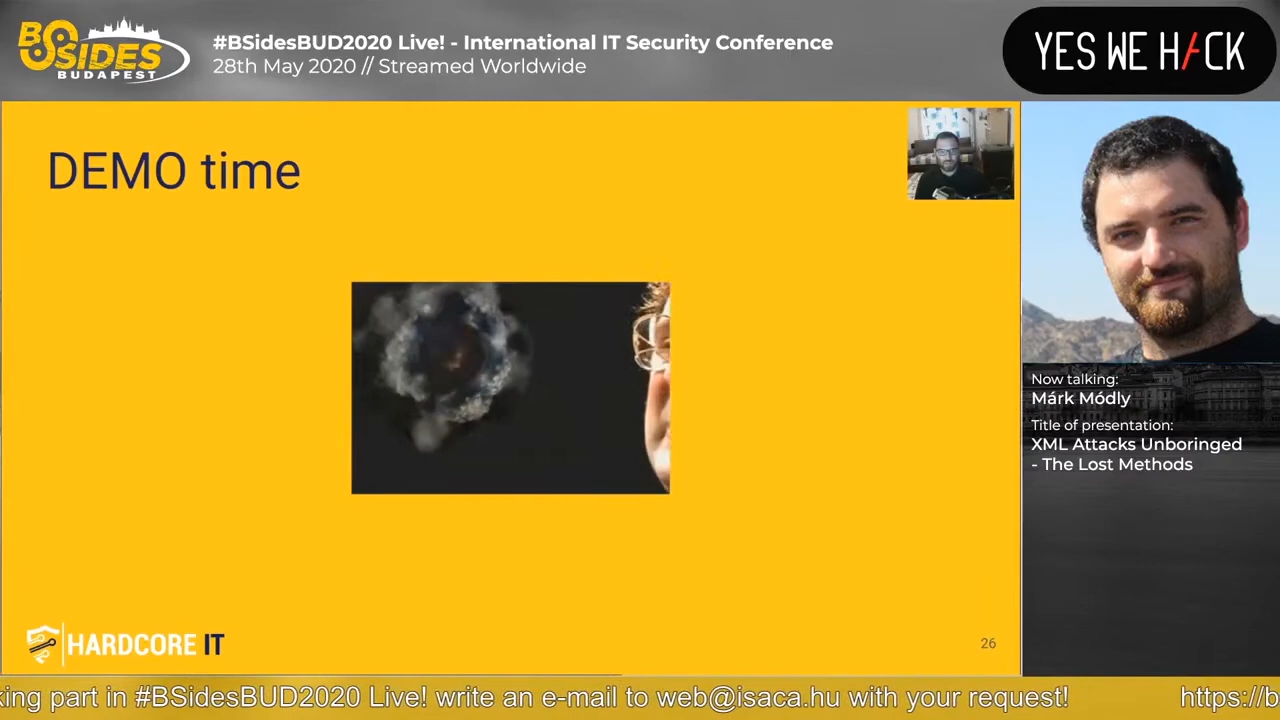 BSIDES
BUDAPEST
#BSidesBUD2020 Live! - International IT Security Conference
28th May 2020 // Streamed Worldwide
YES WE H/CK
DEMO time
Now talking:
Márk Módly
Title of presentation:
XML Attacks Unboringed
- The Lost Methods
HARDCORE IT
26
king part in #BSidesBUD2020 Live! write an e-mail to web@isaca.hu with your request! https://b